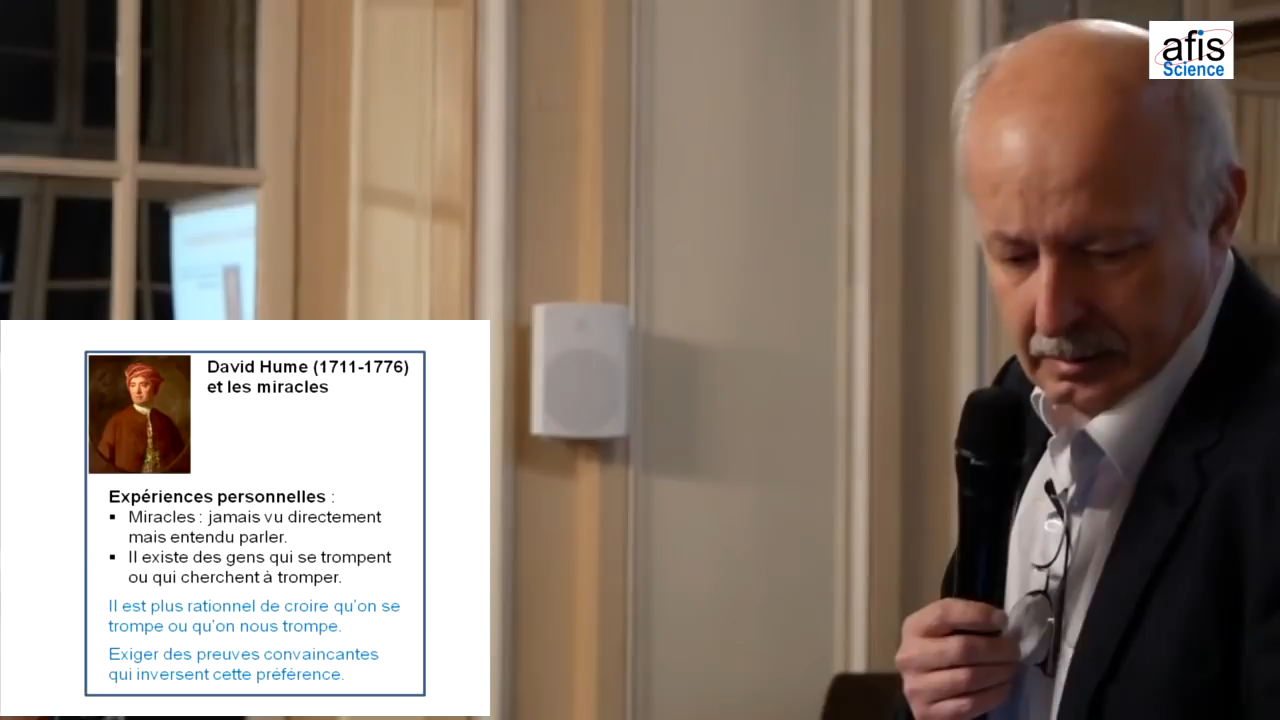 afis
Science
David Hume (1711-1776)
et les miracles
Expériences personnelles :
▪ Miracles : jamais vu directement
mais entendu parler.
▪ Il existe des gens qui se trompent
ou qui cherchent à tromper.
Il est plus rationnel de croire qu'on se
trompe ou qu'on nous trompe.
Exiger des preuves convaincantes
qui inversent cette préférence.